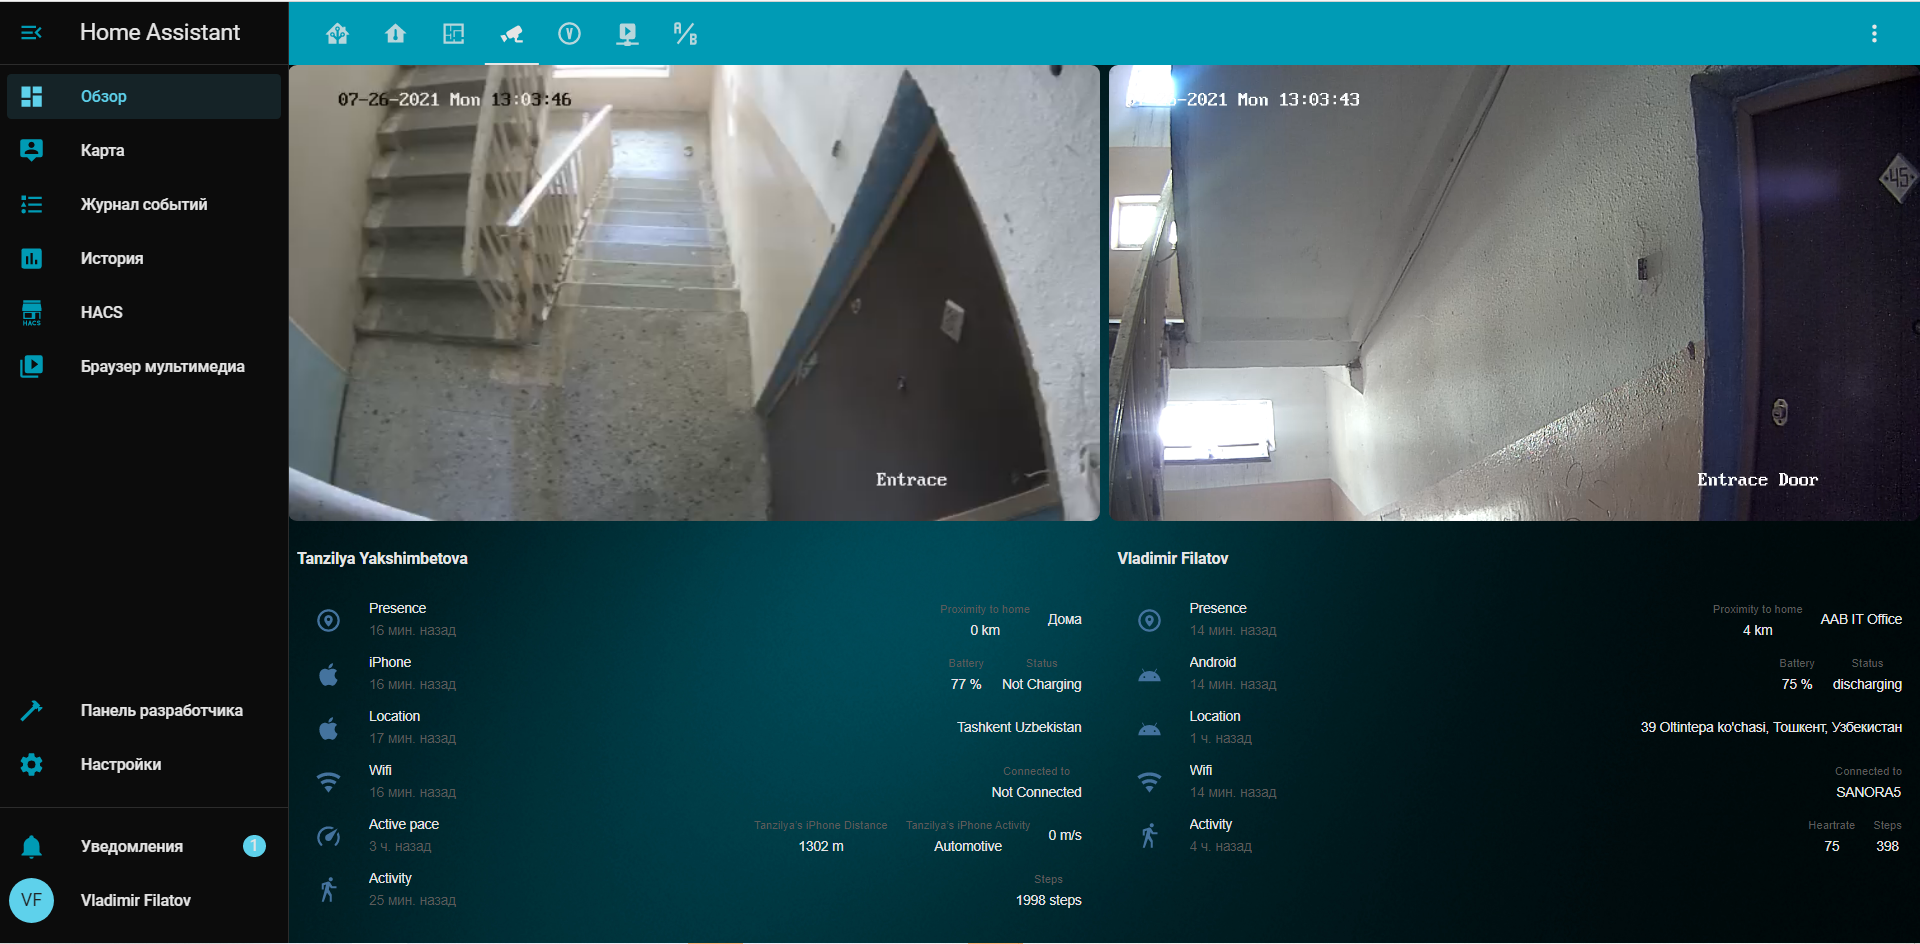 Home Assistant
Обзор
Карта
Журнал событий
История
HACS
HACS
Браузер мультимедиа
Панель разработчика
Настройки
Уведомления
1
VF
Vladimir Filatov
V
A/B
07-26-2021 Mon 13:03:46
Entrace
-2021 Mon 13:03:43
45
Entrace Door
Tanzilya Yakshimbetova
Presence
16 мин. назад
Proximity to home
0 km
Дома
iPhone
16 мин. назад
Battery
77 %
Status
Not Charging
Location
17 мин. назад
Tashkent Uzbekistan
Wifi
16 мин. назад
Connected to
Not Connected
Active pace
3 ч. назад
Tanzilya's iPhone Distance
1302 m
Tanzilya's iPhone Activity
Automotive
0 m/s
Activity
25 мин. назад
Steps
1998 steps
Vladimir Filatov
Presence
14 мин. назад
Proximity to home
4 km
AAB IT Office
Android
14 мин. назад
Battery
75 %
Status
discharging
Location
1 ч. назад
39 Oltintepa ko'chasi, Тошкент, Узбекистан
Wifi
14 мин. назад
Connected to
SANORA5
Activity
4 ч. назад
Heartrate
75
Steps
398